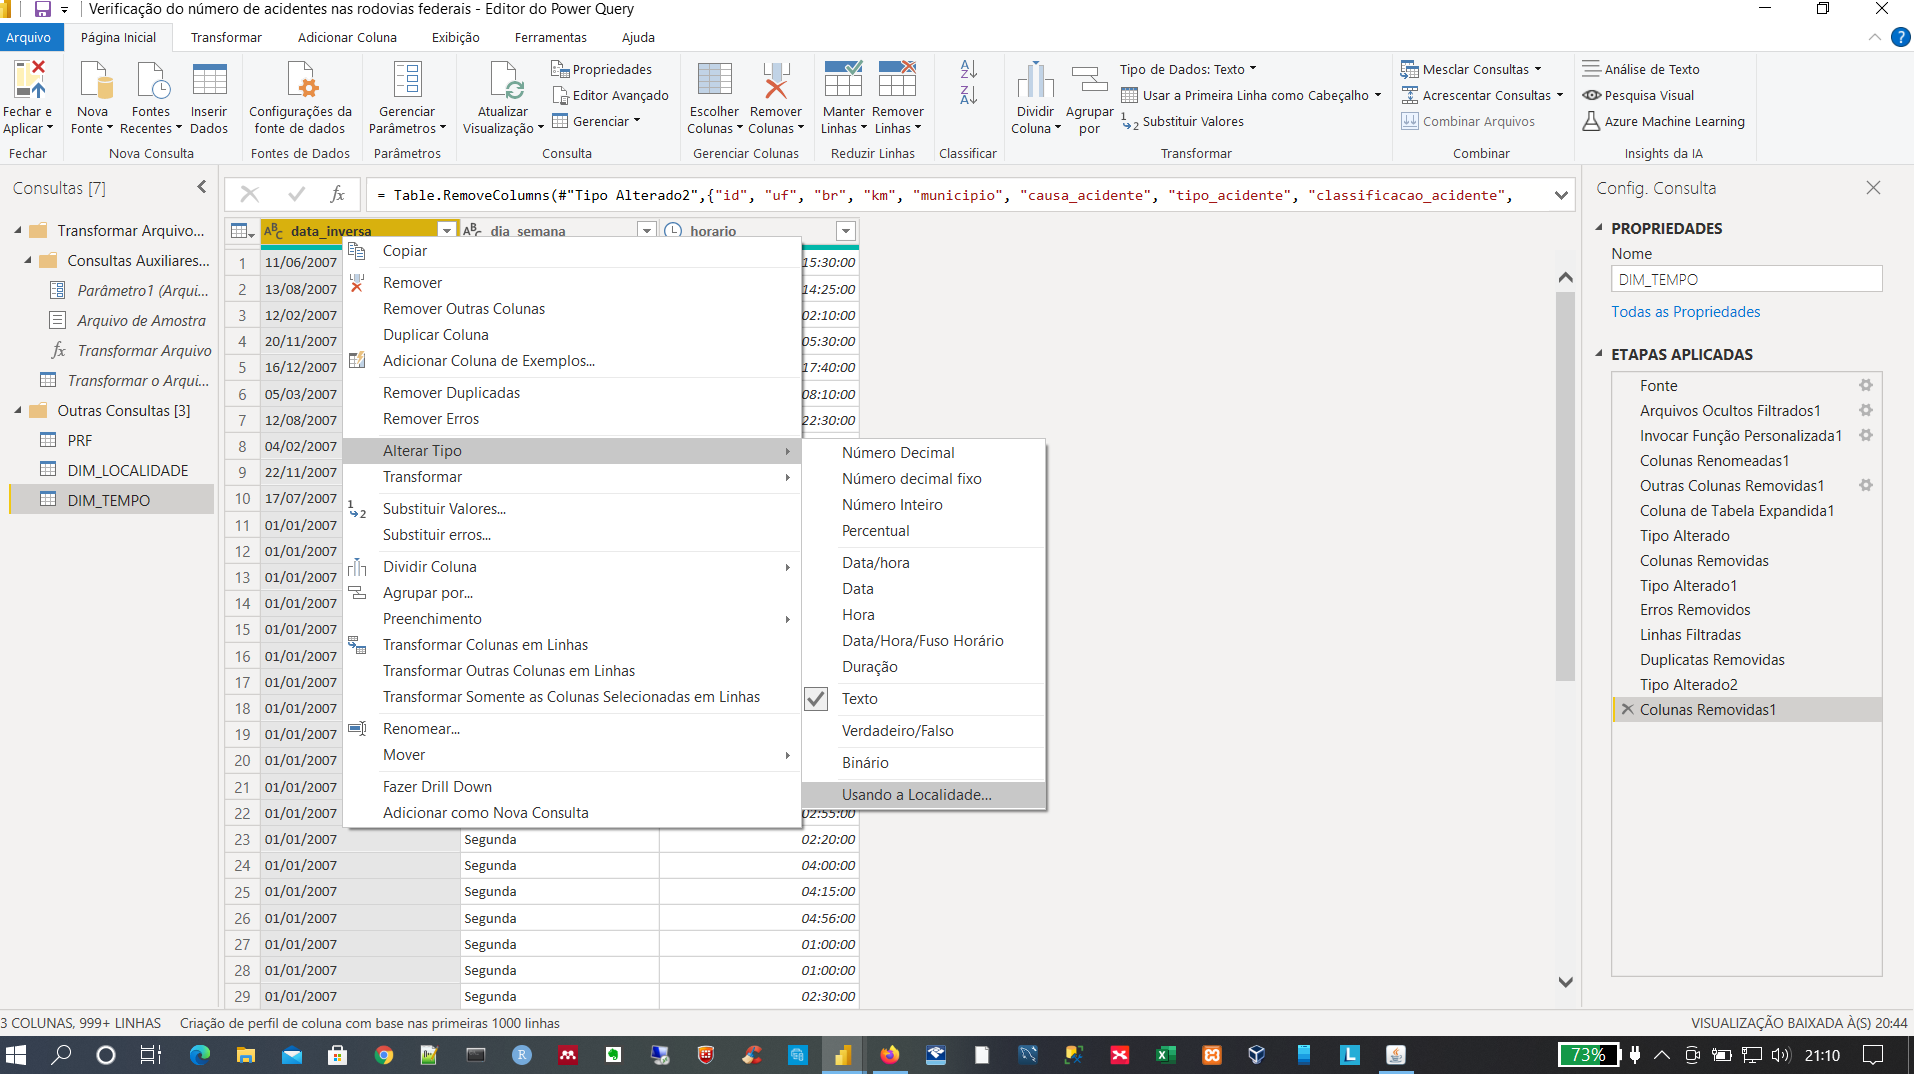 Verificação do número de acidentes nas rodovias federais - Editor do Power Query
Arquivo Página Inicial Transformar Adicionar Coluna Exibição Ferramentas Ajuda
Fechar e Aplicar
Fechar
Nova Fonte
Fontes Recentes
Inserir Dados
Nova Consulta
Configurações da fonte de dados
Fontes de Dados
Gerenciar Parâmetros
Parâmetros
Atualizar Visualização
Propriedades
Editor Avançado
Gerenciar
Consulta
Escolher Colunas
Remover Colunas
Gerenciar Colunas
Manter Linhas
Remover Linhas
Reduzir Linhas
Classificar
Dividir Coluna
Agrupar por
Tipo de Dados: Texto
Usar a Primeira Linha como Cabeçalho
Substituir Valores
Transformar
Mesclar Consultas
Acrescentar Consultas
Combinar Arquivos
Combinar
Análise de Texto
Pesquisa Visual
Azure Machine Learning
Insights da IA
Consultas [7]
Transformar Arquivo...
Consultas Auxiliares...
Parâmetro1 (Arqui...
Arquivo de Amostra
fx Transformar Arquivo
Transformar o Arqui...
Outras Consultas [3]
PRF
DIM_LOCALIDADE
DIM_TEMPO
fx = Table.RemoveColumns(#"Tipo Alterado2",{"id", "uf", "br", "km", "municipio", "causa_acidente", "tipo_acidente", "classificacao_acidente",
ABC data_inversa ABC dia_semana horario
1 11/06/2007 15:30:00
2 13/08/2007 14:25:00
3 12/02/2007 02:10:00
4 20/11/2007 05:30:00
5 16/12/2007 17:40:00
6 05/03/2007 08:10:00
7 12/08/2007 22:30:00
8 04/02/2007
9 22/11/2007
10 17/07/2007
11 01/01/2007
12 01/01/2007
13 01/01/2007
14 01/01/2007
15 01/01/2007
16 01/01/2007
17 01/01/2007
18 01/01/2007
19 01/01/2007
20 01/01/2007
21 01/01/2007
22 01/01/2007 02:55:00
23 01/01/2007 Segunda 02:20:00
24 01/01/2007 Segunda 04:00:00
25 01/01/2007 Segunda 04:15:00
26 01/01/2007 Segunda 04:56:00
27 01/01/2007 Segunda 01:00:00
28 01/01/2007 Segunda 01:00:00
29 01/01/2007 Segunda 02:30:00
Copiar
Remover
Remover Outras Colunas
Duplicar Coluna
Adicionar Coluna de Exemplos...
Remover Duplicadas
Remover Erros
Alterar Tipo
Transformar
Substituir Valores...
Substituir erros...
Dividir Coluna
Agrupar por...
Preenchimento
Transformar Colunas em Linhas
Transformar Outras Colunas em Linhas
Transformar Somente as Colunas Selecionadas em Linhas
Renomear...
Mover
Fazer Drill Down
Adicionar como Nova Consulta
Número Decimal
Número decimal fixo
Número Inteiro
Percentual
Data/hora
Data
Hora
Data/Hora/Fuso Horário
Duração
Texto
Verdadeiro/Falso
Binário
Usando a Localidade...
Config. Consulta
PROPRIEDADES
Nome
DIM_TEMPO
Todas as Propriedades
ETAPAS APLICADAS
Fonte
Arquivos Ocultos Filtrados1
Invocar Função Personalizada1
Colunas Renomeadas1
Outras Colunas Removidas1
Coluna de Tabela Expandida1
Tipo Alterado
Colunas Removidas
Tipo Alterado1
Erros Removidos
Linhas Filtradas
Duplicatas Removidas
Tipo Alterado2
Colunas Removidas1
3 COLUNAS, 999+ LINHAS Criação de perfil de coluna com base nas primeiras 1000 linhas VISUALIZAÇÃO BAIXADA À(S) 20:44
73% 21:10